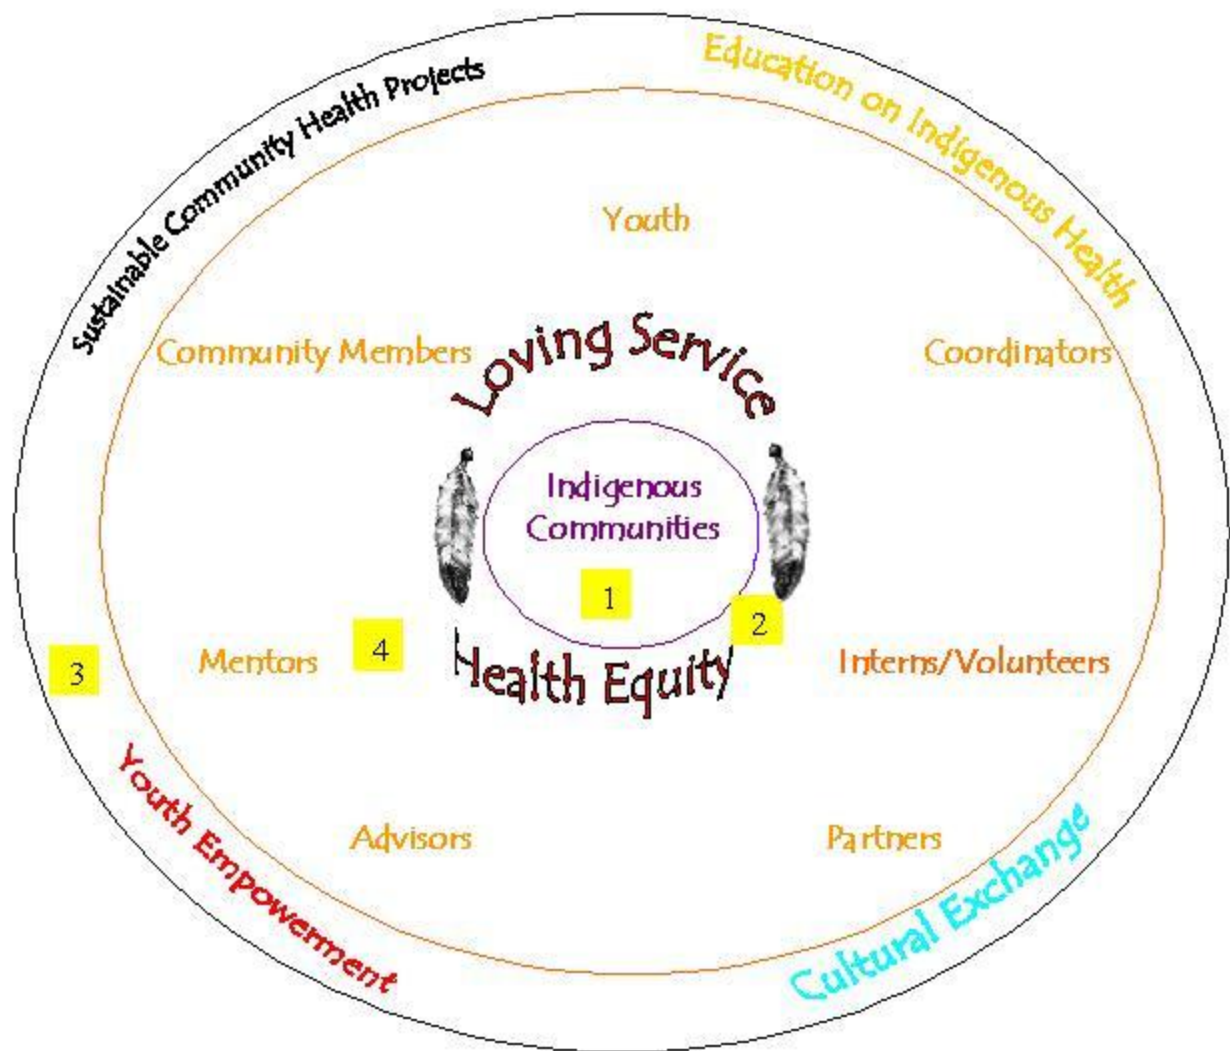 Education on Indigenous Health
Sustainable Community Health Projects
Youth
Community Members
Loving Service
Coordinators
Indigenous
Communities
1
2
Health Equity
Mentors
4
3
Interns/Volunteers
Youth Empowerment
Advisors
Partners
Cultural Exchange